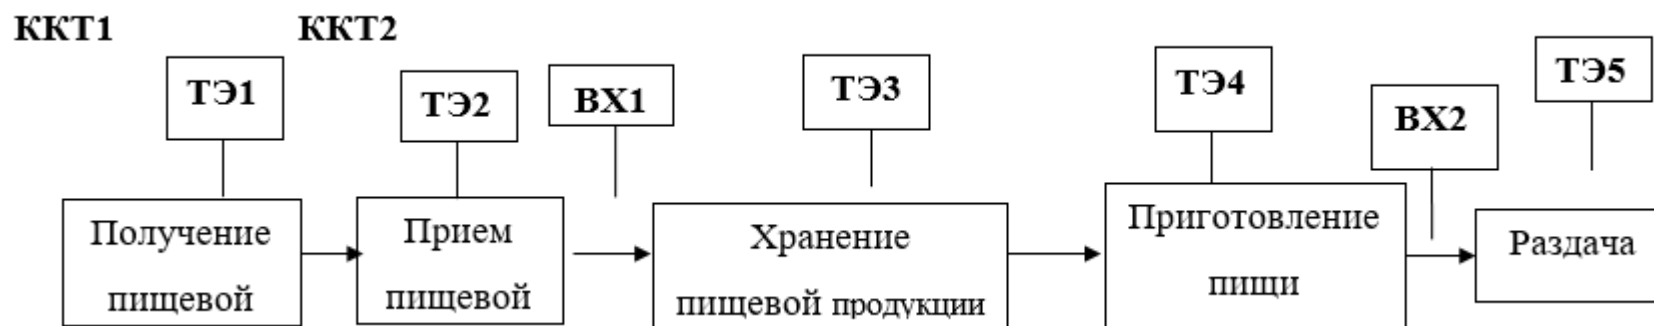 ККТ1 ККТ2
ТЭ1 ТЭ2 ВХ1 ТЭ3 ТЭ4 ВХ2 ТЭ5
Получение
пищевой
Прием
пищевой
Хранение
пищевой продукции
Приготовление
пищи
Раздача